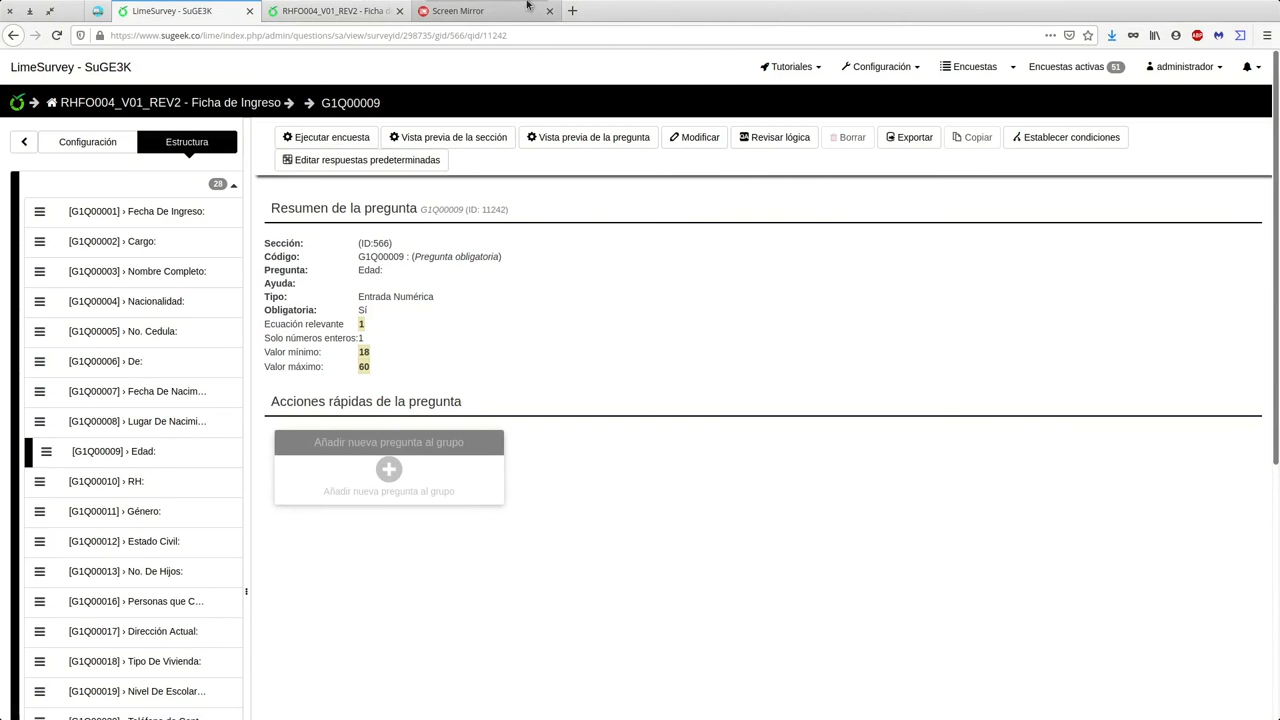 LimeSurvey - SuGE3K
RHFO004_V01_REV2 - Ficha d
Screen Mirror
https://www.sugeek.co/lime/index.php/admin/questions/sa/view/surveyid/298735/gid/566/qid/11242
LimeSurvey - SuGE3K
Tutoriales
Configuración
Encuestas
Encuestas activas 51
administrador
RHFO004_V01_REV2 - Ficha de Ingreso
G1Q00009
Configuración
Estructura
Ejecutar encuesta
Vista previa de la sección
Vista previa de la pregunta
Modificar
Revisar lógica
Borrar
Exportar
Copiar
Establecer condiciones
Editar respuestas predeterminadas
28
[G1Q00001] › Fecha De Ingreso:
[G1Q00002] › Cargo:
[G1Q00003] › Nombre Completo:
[G1Q00004] › Nacionalidad:
[G1Q00005] › No. Cedula:
[G1Q00006] › De:
[G1Q00007] › Fecha De Nacim...
[G1Q00008] › Lugar De Nacimi...
[G1Q00009] › Edad:
[G1Q00010] › RH:
[G1Q00011] › Género:
[G1Q00012] › Estado Civil:
[G1Q00013] › No. De Hijos:
[G1Q00016] › Personas que C...
[G1Q00017] › Dirección Actual:
[G1Q00018] › Tipo De Vivienda:
[G1Q00019] › Nivel De Escolar...
Resumen de la pregunta G1Q00009 (ID: 11242)
Sección: (ID:566)
Código: G1Q00009 : (Pregunta obligatoria)
Pregunta: Edad:
Ayuda:
Tipo: Entrada Numérica
Obligatoria: Sí
Ecuación relevante 1
Solo números enteros:1
Valor mínimo: 18
Valor máximo: 60
Acciones rápidas de la pregunta
Añadir nueva pregunta al grupo
Añadir nueva pregunta al grupo